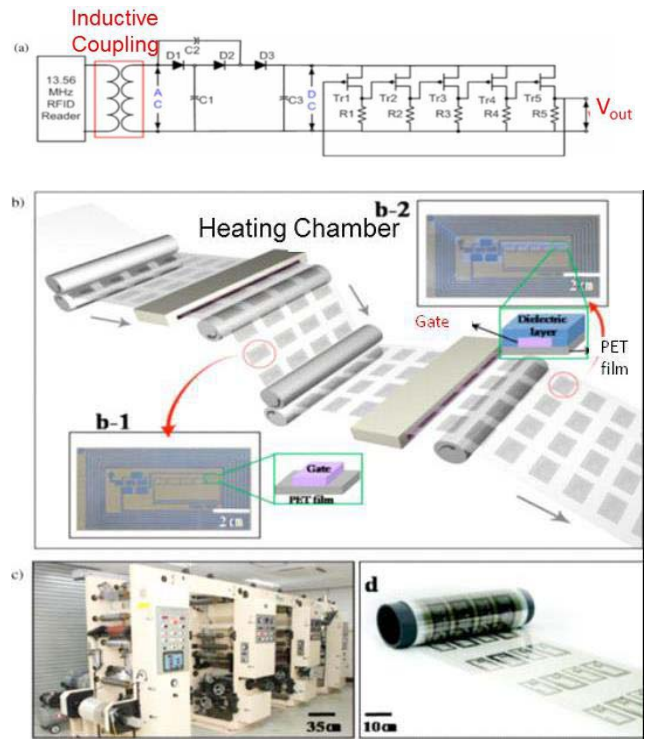 Inductive
Coupling
(a)
C2
D1 D2 D3
13.56
MHz
RFID
Reader
AC
C1
C3
DC
Tr1 Tr2 Tr3 Tr4 Tr5
R1 R2 R3 R4 R5
Vout
b)
Heating Chamber
b-2
2 cm
Gate
Dielectric
layer
PET
film
b-1
2 cm
Gate
PET film
c)
35cm
d
10cm